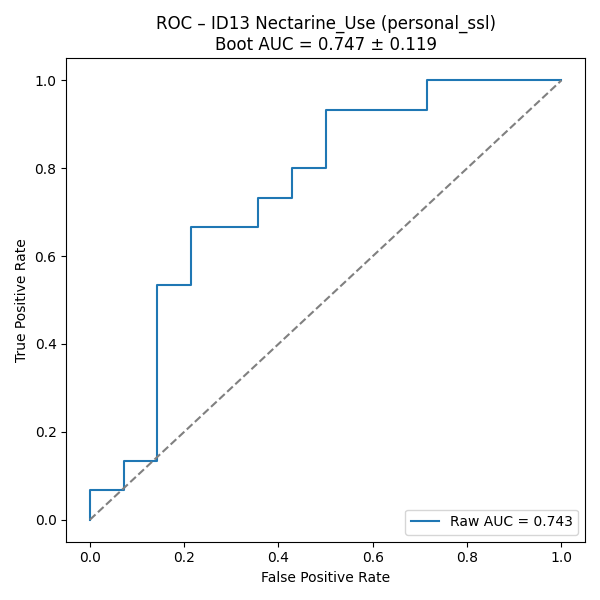 ROC – ID13 Nectarine_Use (personal_ssl)
Boot AUC = 0.747 ± 0.119
1.0
0.8
0.6
0.4
0.2
0.0
True Positive Rate
Raw AUC = 0.743
0.0 0.2 0.4 0.6 0.8 1.0
False Positive Rate